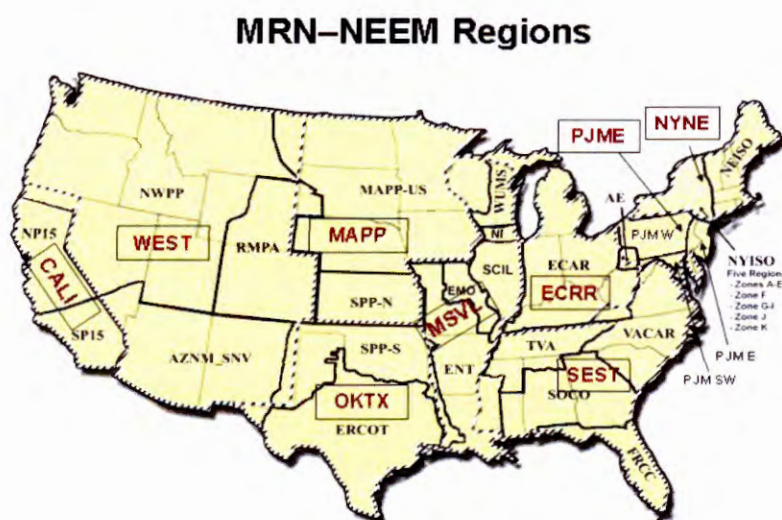 MRN–NEEM Regions
NYNE
PJME
NEISO
WUMS
MAPP-US
NWPP
AE
NP15
PJM W
WEST
RMPA
MAPP
NI
ECAR
NYISO
Five Region
- Zones A-E
- Zone F
- Zone G-I
- Zone J
- Zone K
CALI
SCIL
SPP-N
EMO
ECRR
MSVL
SP15
VACAR
AZNM_SNV
SPP-S
TVA
ENT
PJM E
SEST
PJM SW
OKTX
SOCO
ERCOT
FRCC